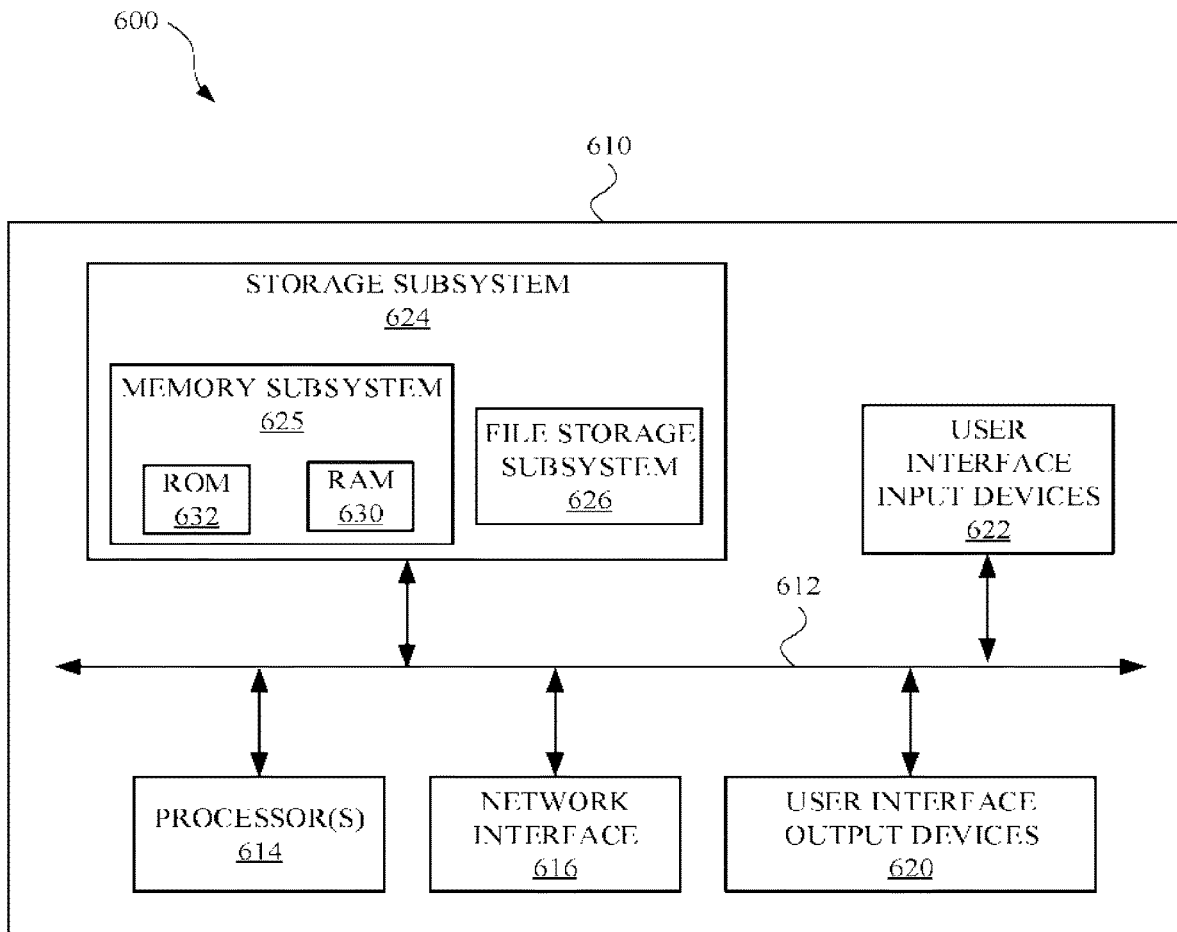 600
610
STORAGE SUBSYSTEM
624
MEMORY SUBSYSTEM
625
ROM
632
RAM
630
FILE STORAGE
SUBSYSTEM
626
USER
INTERFACE
INPUT DEVICES
622
612
PROCESSOR(S)
614
NETWORK
INTERFACE
616
USER INTERFACE
OUTPUT DEVICES
620